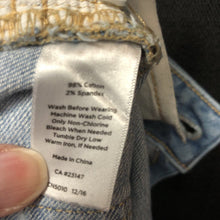 98% Cotton
2% Spandex
Wash Before Wearing
Machine Wash Cold
Only Non-Chlorine
Bleach When Needed
Tumble Dry Low
Warm Iron, If Needed
Made in China
CA #23147
CN5010 12/16